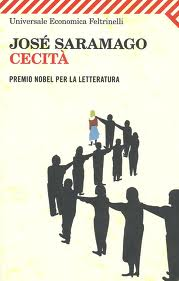 Universale Economica Feltrinelli
JOSÉ SARAMAGO
CECITÀ
PREMIO NOBEL PER LA LETTERATURA